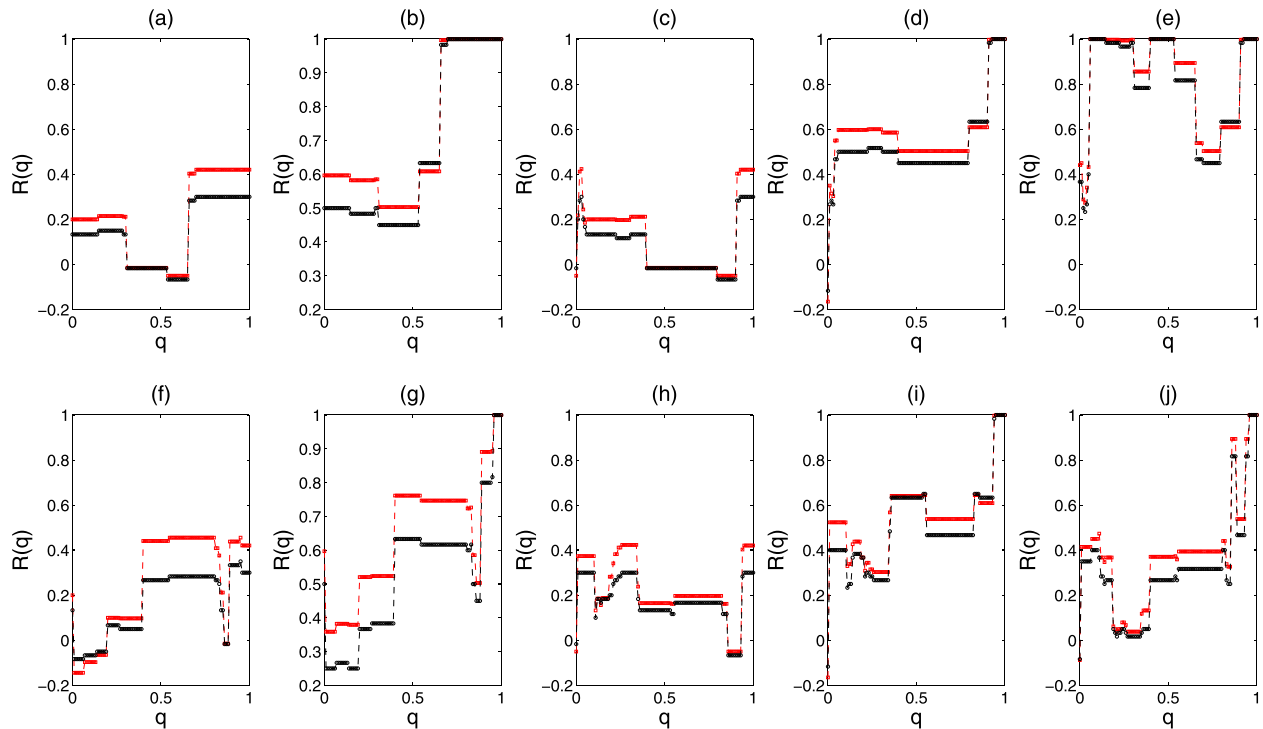 (a) (b) (c) (d) (e)
1 1 1 1 1
0.9
0.8 0.8 0.8 0.8 0.8
0.7
0.6 0.6 0.6 0.6 0.6
R(q) R(q) R(q) R(q) R(q)
0.4 0.5 0.4 0.4 0.4
0.2 0.4 0.2 0.2 0.2
0 0.3 0 0 0
−0.2 0.2 −0.2 −0.2 −0.2
0 0.5 1 0 0.5 1 0 0.5 1 0 0.5 1 0 0.5 1
q q q q q
(f) (g) (h) (i) (j)
1 1 1 1 1
0.9
0.8 0.8 0.8 0.8 0.8
0.7
0.6 0.6 0.6 0.6 0.6
R(q) R(q) R(q) R(q) R(q)
0.4 0.5 0.4 0.4 0.4
0.2 0.4 0.2 0.2 0.2
0 0.3 0 0 0
−0.2 0.2 −0.2 −0.2 −0.2
0 0.5 1 0 0.5 1 0 0.5 1 0 0.5 1 0 0.5 1
q q q q q